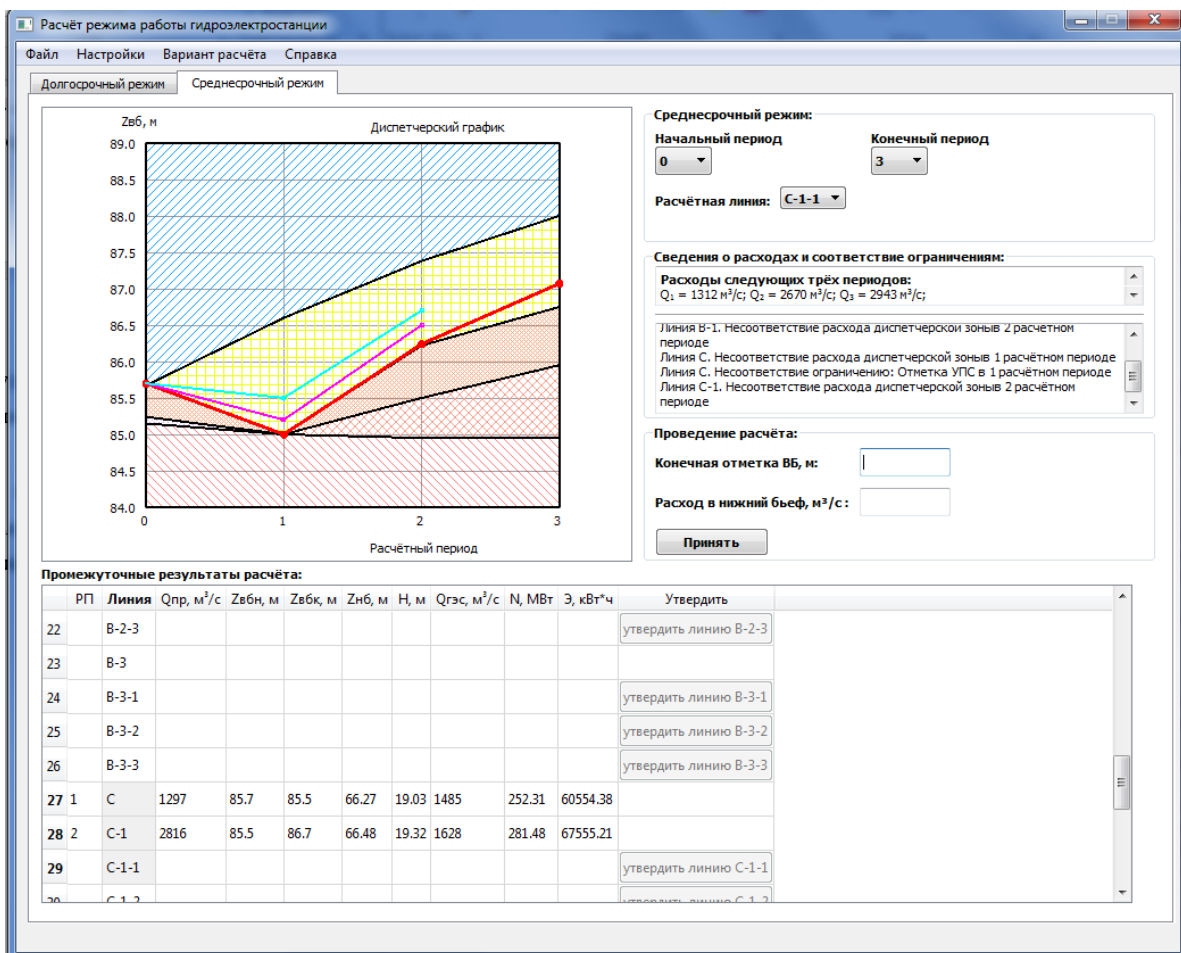 Расчёт режима работы гидроэлектростанции
Файл Настройки Вариант расчёта Справка
Долгосрочный режим Среднесрочный режим
Zвб, м
Диспетчерский график
89.0
88.5
88.0
87.5
87.0
86.5
86.0
85.5
85.0
84.5
84.0
0 1 2 3
Расчётный период
Среднесрочный режим:
Начальный период Конечный период
0 3
Расчётная линия: С-1-1
Сведения о расходах и соответствие ограничениям:
Расходы следующих трёх периодов:
Q₁ = 1312 м³/с; Q₂ = 2670 м³/с; Q₃ = 2943 м³/с;
Линия В-1. Несоответствие расхода диспетчерской зоныв 2 расчётном
периоде
Линия С. Несоответствие расхода диспетчерской зоныв 1 расчётном периоде
Линия С. Несоответствие ограничению: Отметка УПС в 1 расчётном периоде
Линия С-1. Несоответствие расхода диспетчерской зоныв 2 расчётном
периоде
Проведение расчёта:
Конечная отметка ВБ, м:
Расход в нижний бьеф, м³/с :
Принять
Промежуточные результаты расчёта:
РП Линия Qпр, м³/с Zвбн, м Zвбк, м Zнб, м Н, м Qгэс, м³/с N, МВт Э, кВт*ч Утвердить
22 В-2-3 утвердить линию В-2-3
23 В-3
24 В-3-1 утвердить линию В-3-1
25 В-3-2 утвердить линию В-3-2
26 В-3-3 утвердить линию В-3-3
27 1 С 1297 85.7 85.5 66.27 19.03 1485 252.31 60554.38
28 2 С-1 2816 85.5 86.7 66.48 19.32 1628 281.48 67555.21
29 С-1-1 утвердить линию С-1-1